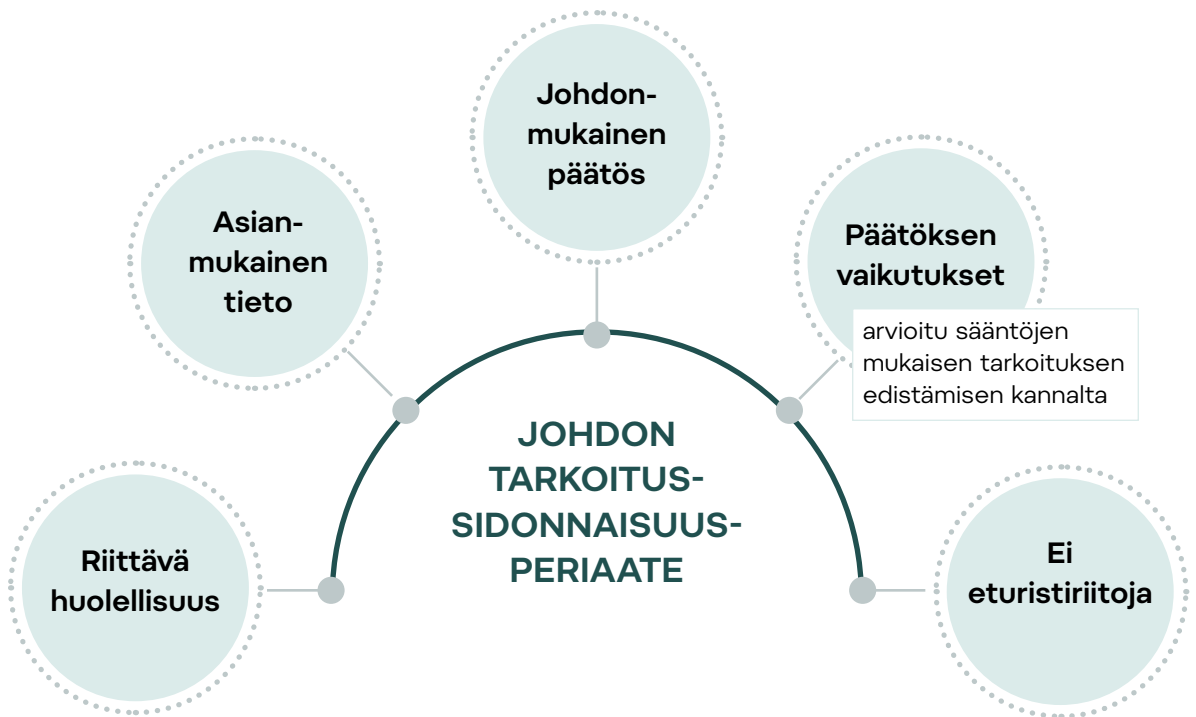 Johdon-
mukainen
päätös
Asian-
mukainen
tieto
Päätöksen
vaikutukset
arvioitu sääntöjen
mukaisen tarkoituksen
edistämisen kannalta
JOHDON
TARKOITUS-
SIDONNAISUUS-
PERIAATE
Riittävä
huolellisuus
Ei
eturistiriitoja